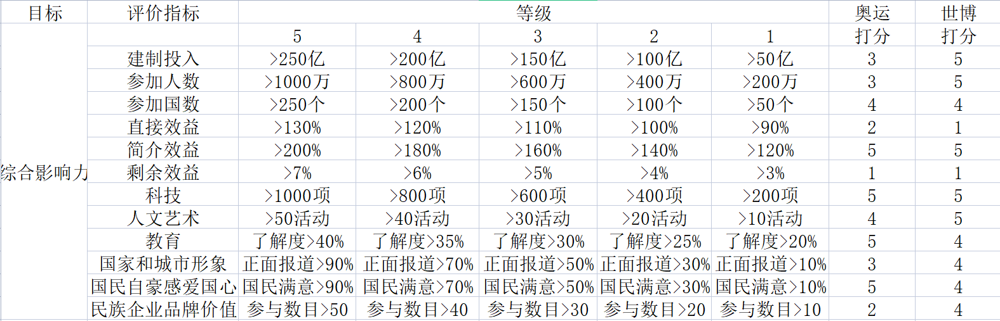 目标 评价指标 等级 奥运 世博
5 4 3 2 1 打分 打分
建制投入 >250亿 >200亿 >150亿 >100亿 >50亿 3 5
参加人数 >1000万 >800万 >600万 >400万 >200万 3 5
参加国数 >250个 >200个 >150个 >100个 >50个 4 4
直接效益 >130% >120% >110% >100% >90% 2 1
简介效益 >200% >180% >160% >140% >120% 5 5
综合影响力 剩余效益 >7% >6% >5% >4% >3% 1 1
科技 >1000项 >800项 >600项 >400项 >200项 5 5
人文艺术 >50活动 >40活动 >30活动 >20活动 >10活动 4 5
教育 了解度>40% 了解度>35% 了解度>30% 了解度>25% 了解度>20% 5 4
国家和城市形象 正面报道>90% 正面报道>70% 正面报道>50% 正面报道>30% 正面报道>10% 3 4
国民自豪感爱国心 国民满意>90% 国民满意>70% 国民满意>50% 国民满意>30% 国民满意>10% 5 4
民族企业品牌价值 参与数目>50 参与数目>40 参与数目>30 参与数目>20 参与数目>10 2 4